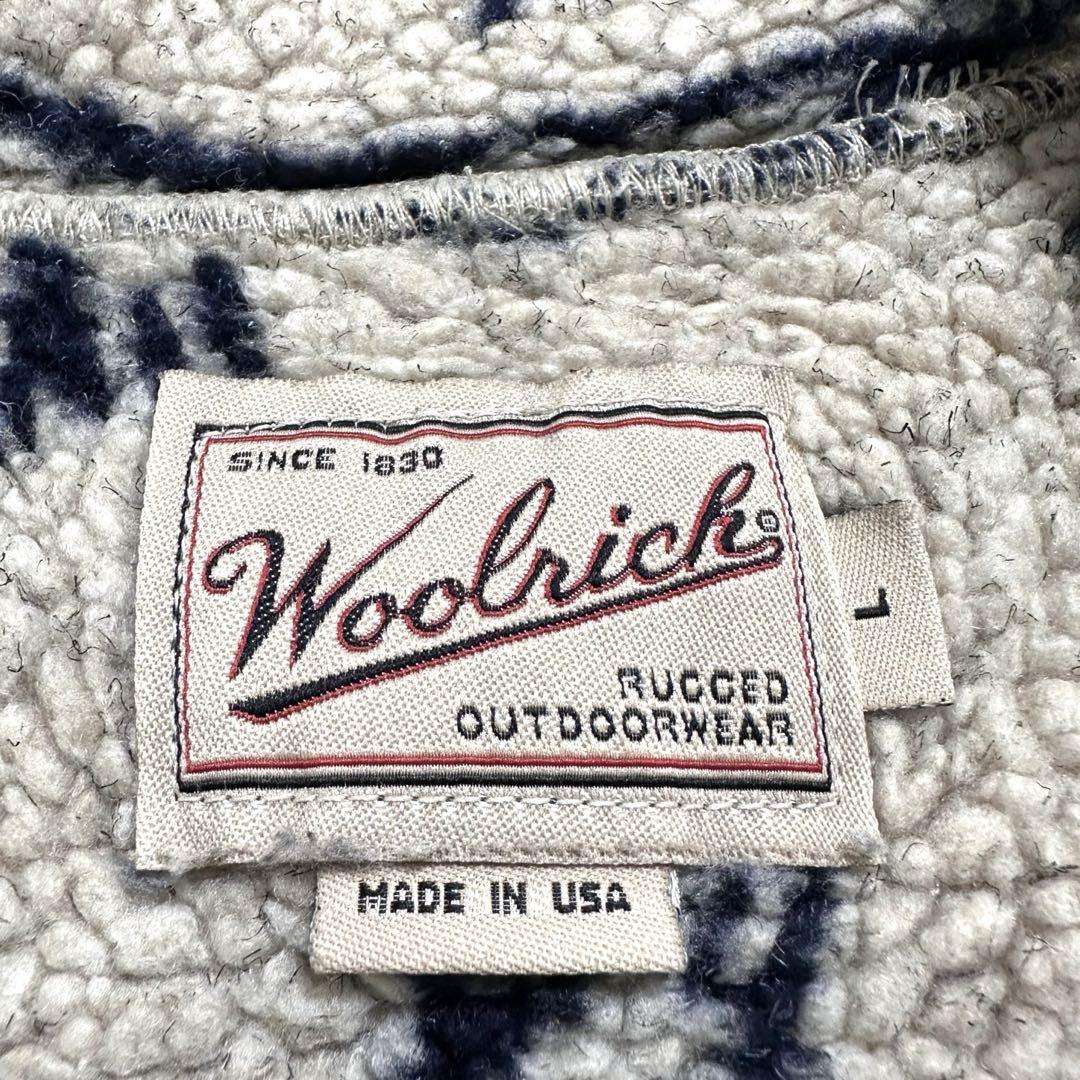 SINCE 1830
Woolrich®
RUGGED
OUTDOORWEAR
L
MADE IN USA